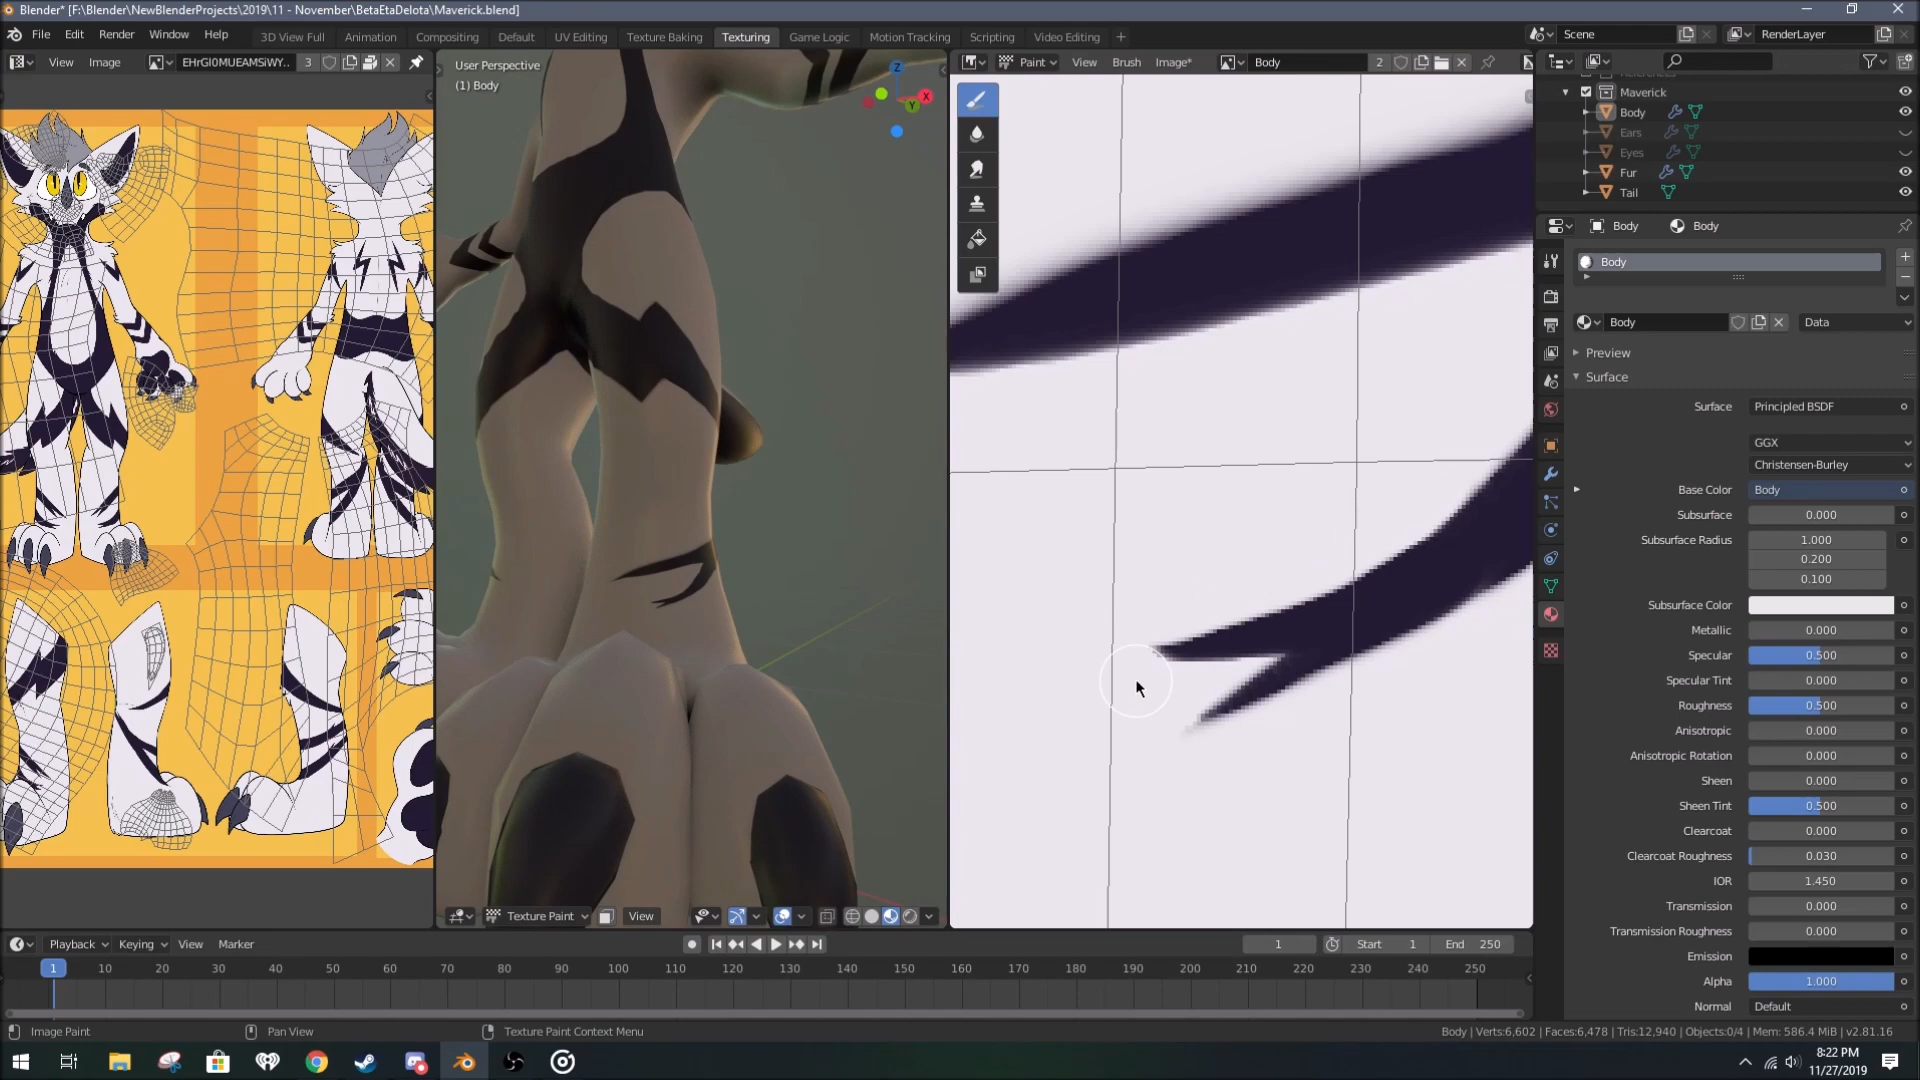 Blender* [F:\Blender\NewBlenderProjects\2019\11 - November\BetaEtaDelota\Maverick.blend]
File Edit Render Window Help 3D View Full Animation Compositing Default UV Editing Texture Baking Texturing Game Logic Motion Tracking Scripting Video Editing Scene RenderLayer
View Image EHrGl0MUEAMSiWY.. 3 Paint View Brush Image* Body 2
User Perspective
(1) Body
Z
X
Y
Maverick
Body
Ears
Eyes
Fur
Tail
Body Body
Body
Body Data
Preview
Surface
Surface Principled BSDF
GGX
Christensen-Burley
Base Color Body
Subsurface 0.000
Subsurface Radius 1.000
0.200
0.100
Subsurface Color
Metallic 0.000
Specular 0.500
Specular Tint 0.000
Roughness 0.500
Anisotropic 0.000
Anisotropic Rotation 0.000
Sheen 0.000
Sheen Tint 0.500
Clearcoat 0.000
Clearcoat Roughness 0.030
IOR 1.450
Transmission 0.000
Transmission Roughness 0.000
Emission
Alpha 1.000
Normal Default
Texture Paint View
Playback Keying View Marker 1 Start 1 End 250
1 10 20 30 40 50 60 70 80 90 100 110 120 130 140 150 160 170 180 190 200 210 220 230 240 250
Image Paint Pan View Texture Paint Context Menu Body | Verts:6,602 | Faces:6,478 | Tris:12,940 | Objects:0/4 | Mem: 586.4 MiB | v2.81.16
8:22 PM
11/27/2019